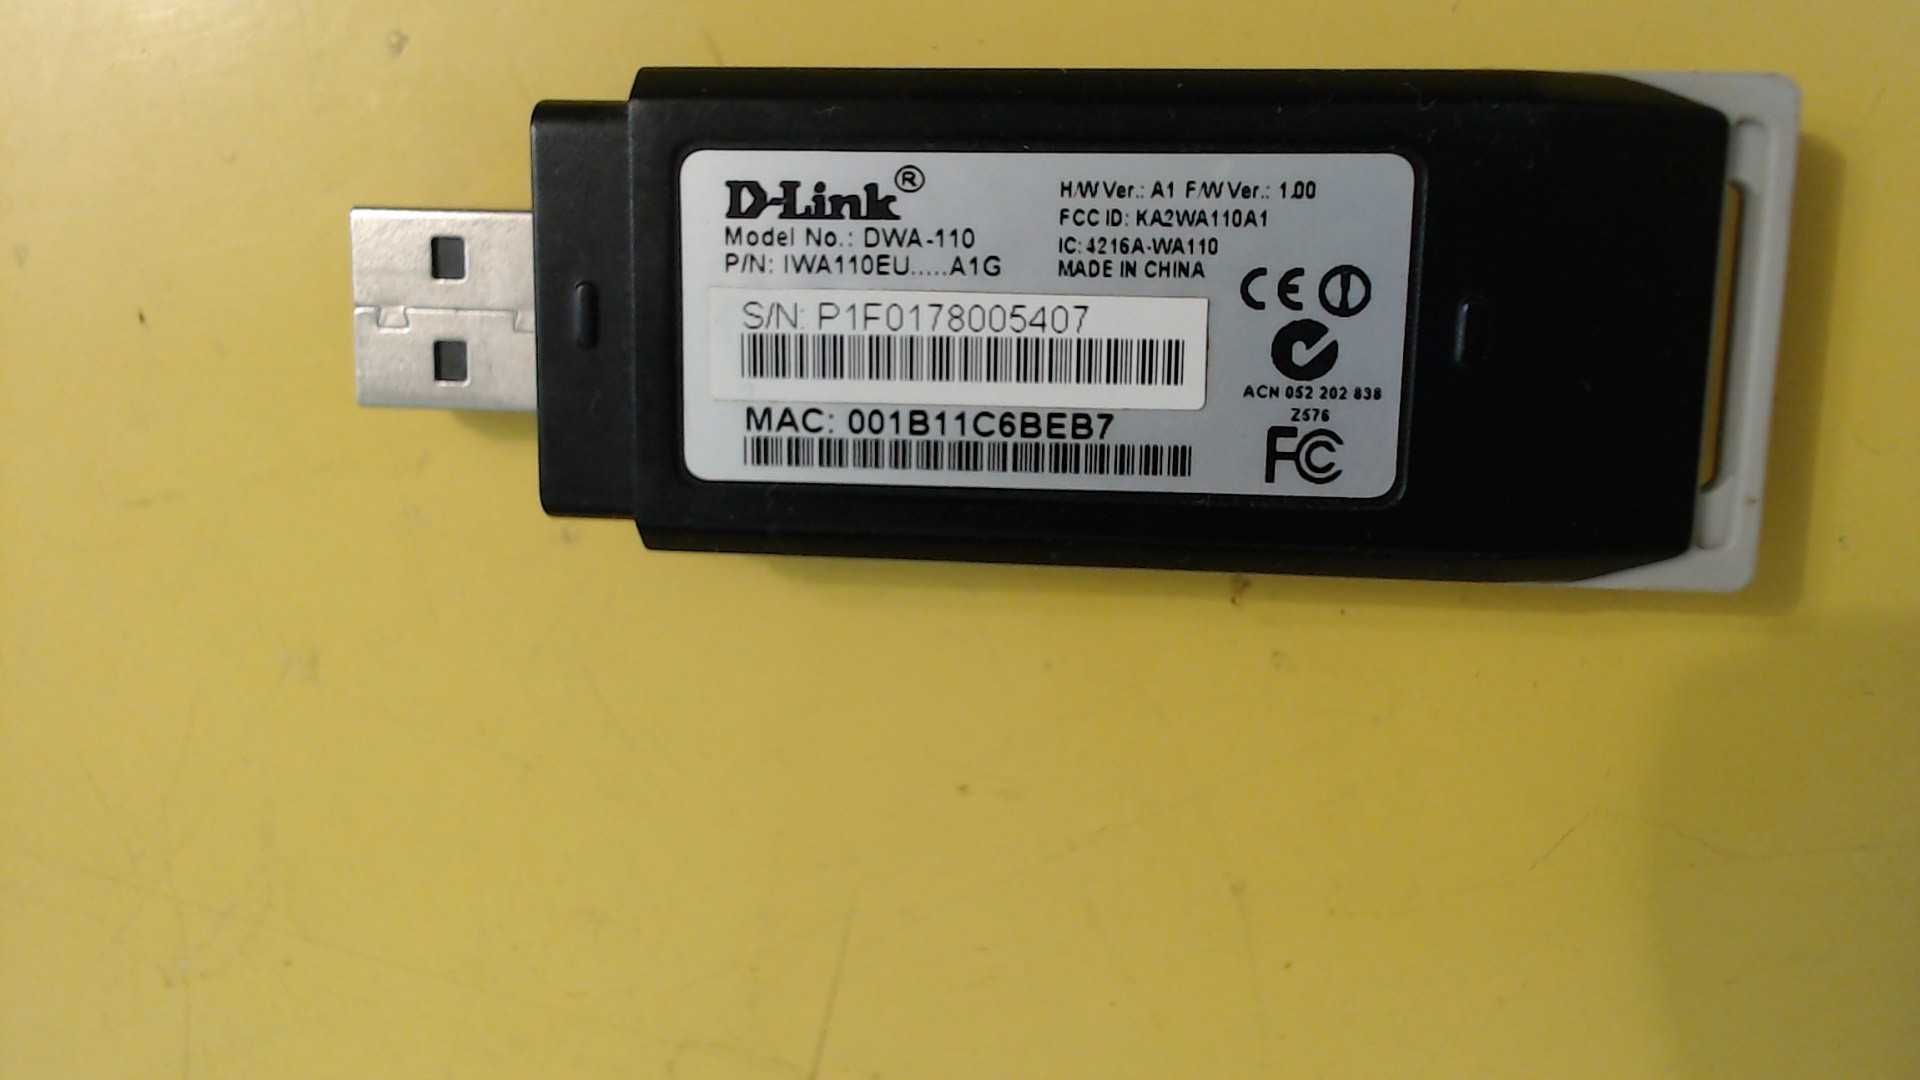 D-Link®
Model No.: DWA-110
P/N: IWA110EU.....A1G
H/W Ver.: A1 F/W Ver.: 1.00
FCC ID: KA2WA110A1
IC: 4216A-WA110
MADE IN CHINA
S/N: P1F0178005407
MAC: 001B11C6BEB7
CE
ACN 052 202 838
Z576
FC